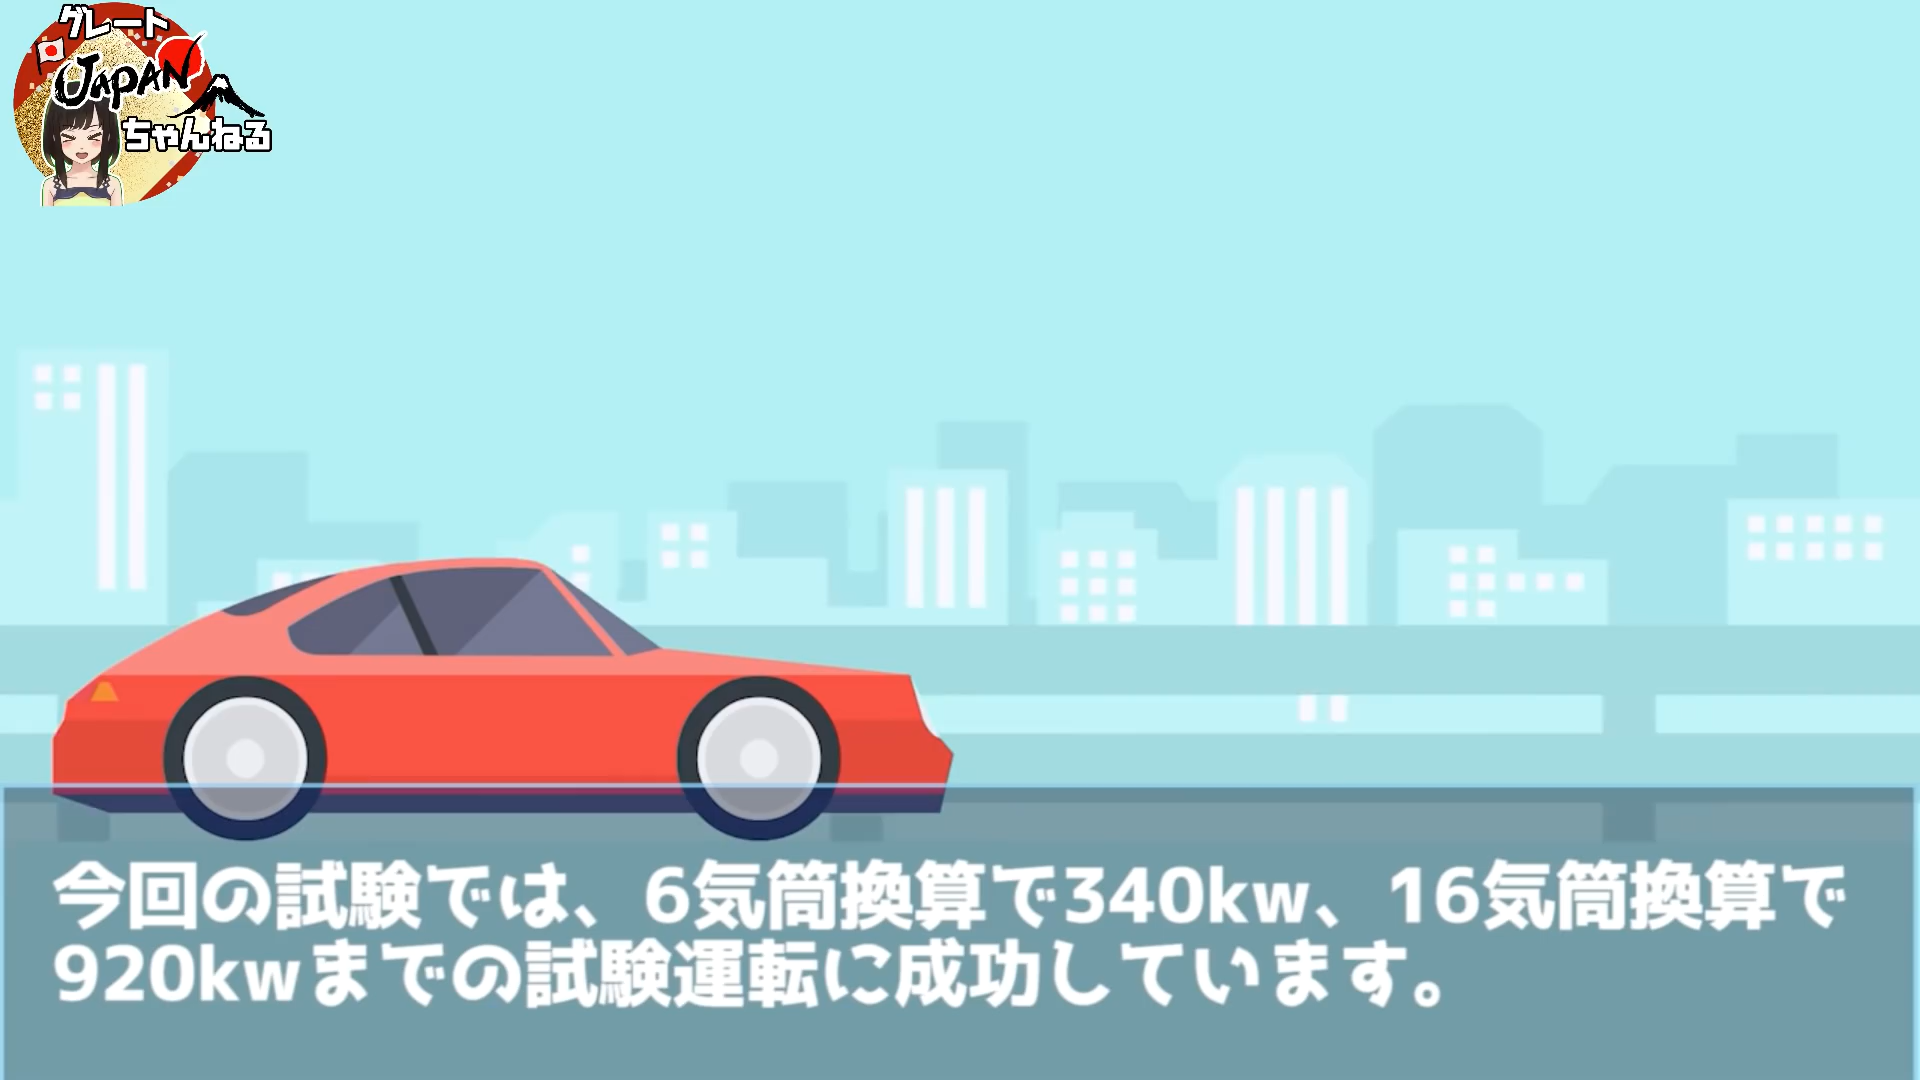 グレート
JAPAN
ちゃんねる
今回の試験では、6気筒換算で340kw、16気筒換算で
920kwまでの試験運転に成功しています。